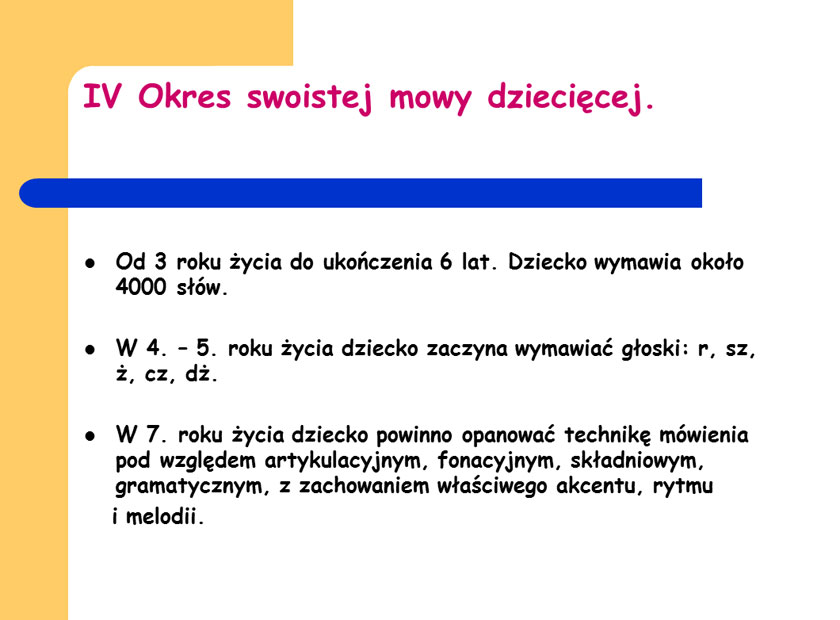 IV Okres swoistej mowy dziecięcej.
● Od 3 roku życia do ukończenia 6 lat. Dziecko wymawia około
4000 słów.
● W 4. – 5. roku życia dziecko zaczyna wymawiać głoski: r, sz,
ż, cz, dż.
● W 7. roku życia dziecko powinno opanować technikę mówienia
pod względem artykulacyjnym, fonacyjnym, składniowym,
gramatycznym, z zachowaniem właściwego akcentu, rytmu
i melodii.